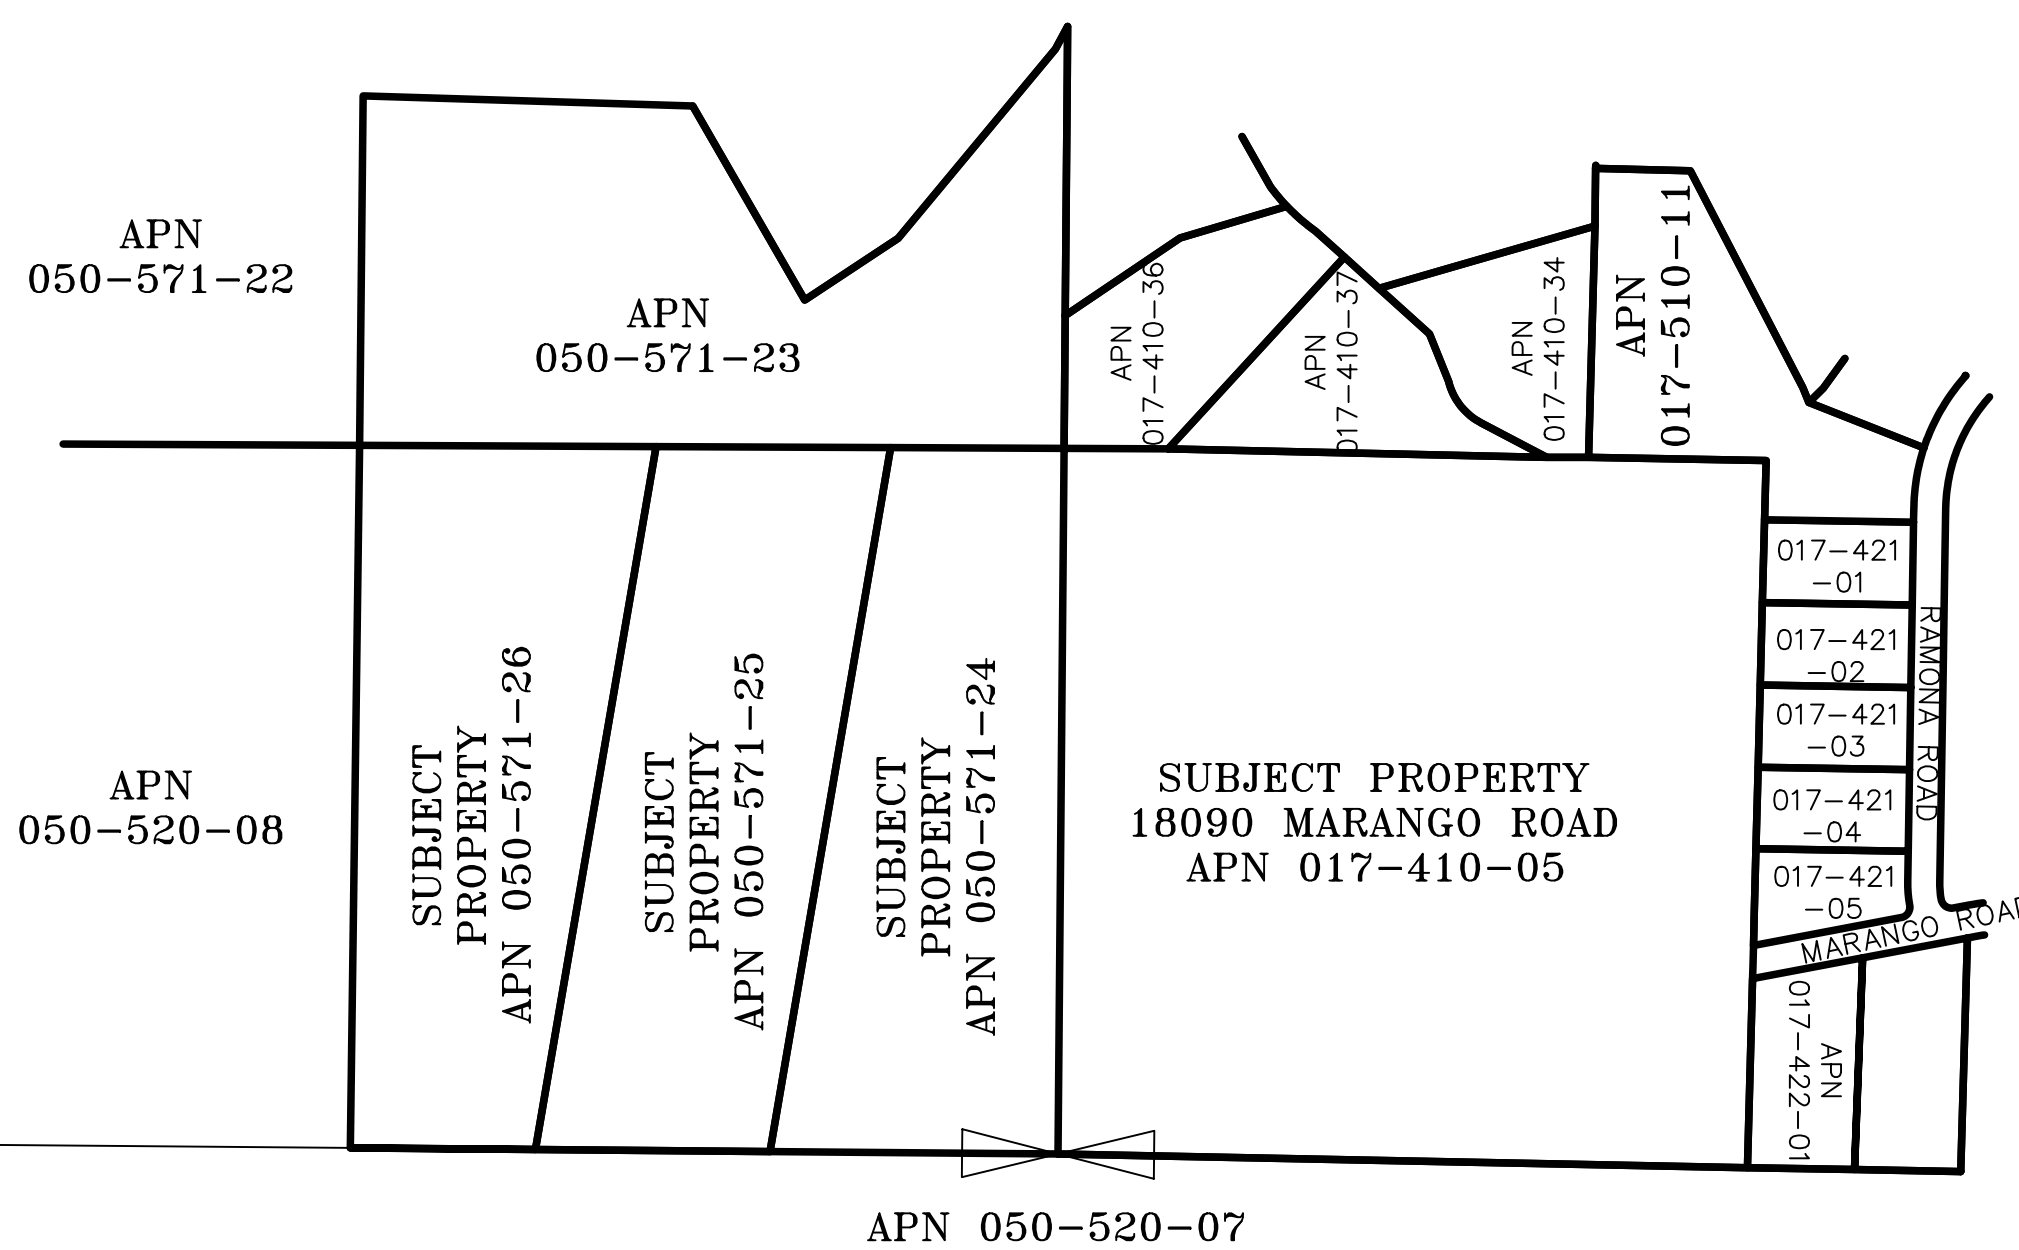 APN
050-571-22
APN
050-571-23
APN
017-410-36
APN
017-410-37
APN
017-410-34
APN
017-510-11
APN
050-520-08
SUBJECT
PROPERTY
APN 050-571-26
SUBJECT
PROPERTY
APN 050-571-25
SUBJECT
PROPERTY
APN 050-571-24
SUBJECT PROPERTY
18090 MARANGO ROAD
APN 017-410-05
017-421
-01
017-421
-02
017-421
-03
017-421
-04
017-421
-05
RAMONA ROAD
MARANGO ROAD
APN
017-422-01
APN 050-520-07